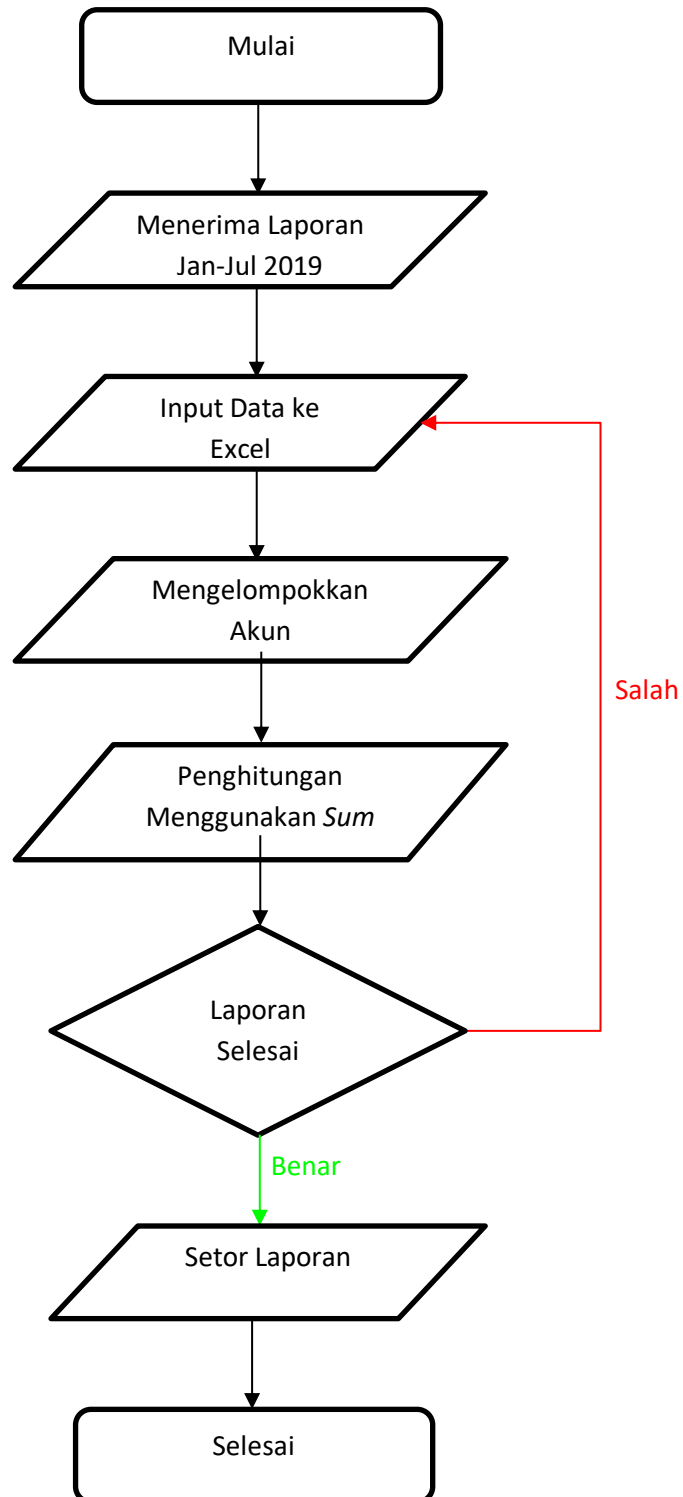 Mulai
Menerima Laporan
Jan-Jul 2019
Input Data ke
Excel
Mengelompokkan
Akun
Salah
Penghitungan
Menggunakan Sum
Laporan
Selesai
Benar
Setor Laporan
Selesai